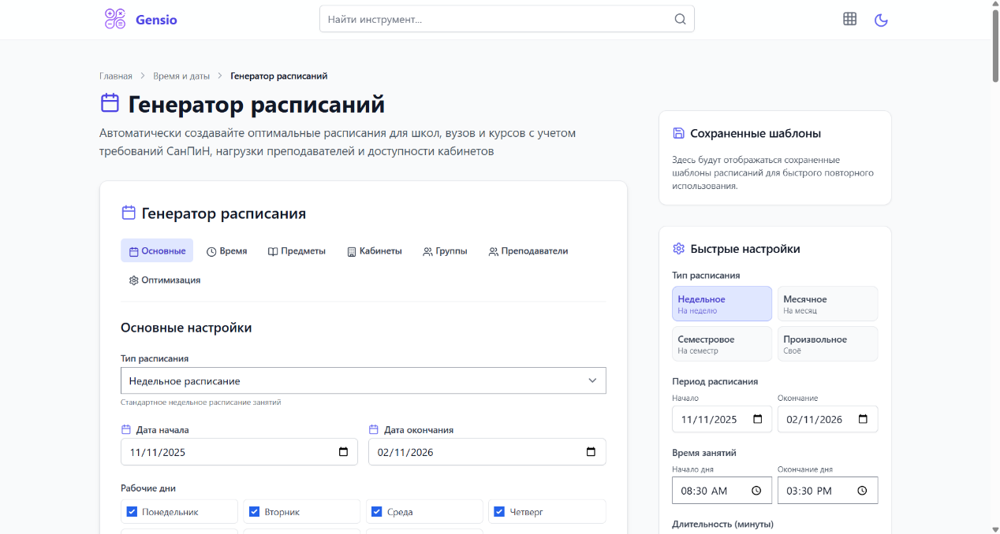 Gensio
Найти инструмент...
Главная > Время и даты > Генератор расписаний
Генератор расписаний
Автоматически создавайте оптимальные расписания для школ, вузов и курсов с учетом
требований СанПиН, нагрузки преподавателей и доступности кабинетов
Генератор расписания
Основные Время Предметы Кабинеты Группы Преподаватели
Оптимизация
Основные настройки
Тип расписания
Недельное расписание
Стандартное недельное расписание занятий
Дата начала Дата окончания
11/11/2025 02/11/2026
Рабочие дни
Понедельник Вторник Среда Четверг
Сохраненные шаблоны
Здесь будут отображаться сохраненные
шаблоны расписаний для быстрого повторного
использования.
Быстрые настройки
Тип расписания
Недельное Месячное
На неделю На месяц
Семестровое Произвольное
На семестр Своё
Период расписания
Начало Окончание
11/11/2025 02/11/2026
Время занятий
Начало дня Окончание дня
08:30 AM 03:30 PM
Длительность (минуты)